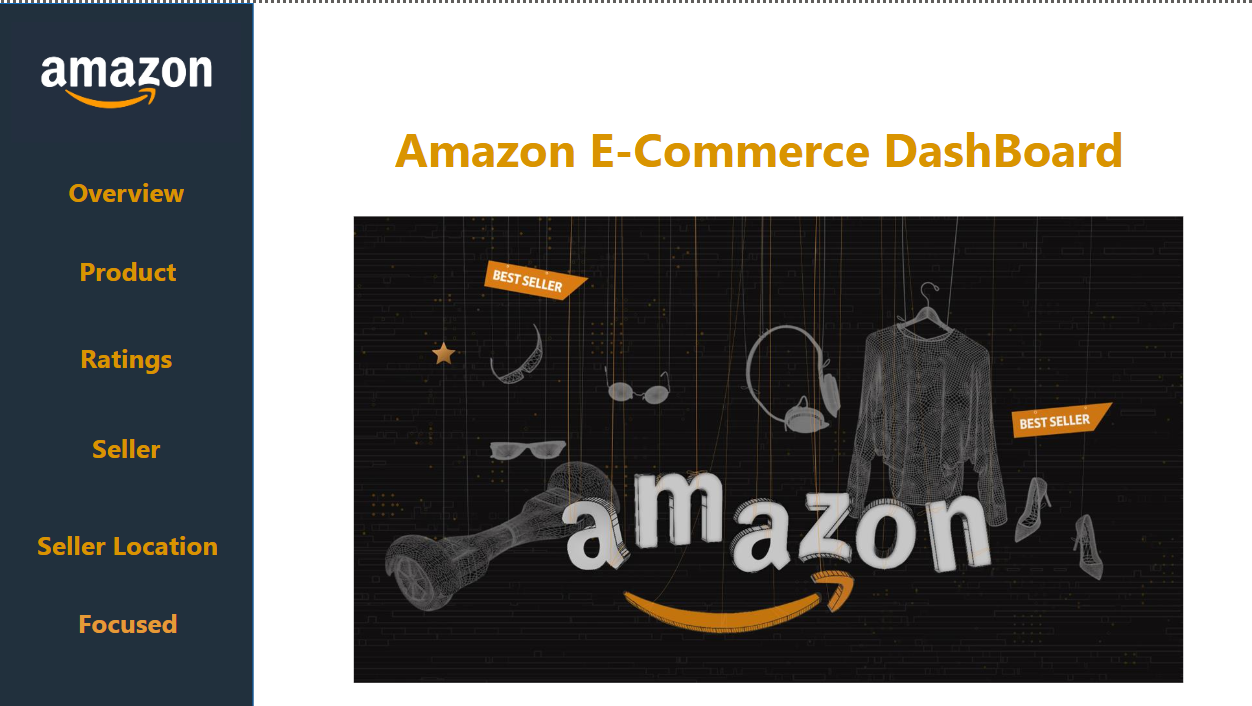 amazon
Overview
Product
Ratings
Seller
Seller Location
Focused
Amazon E-Commerce DashBoard
BEST SELLER
BEST SELLER
amazon